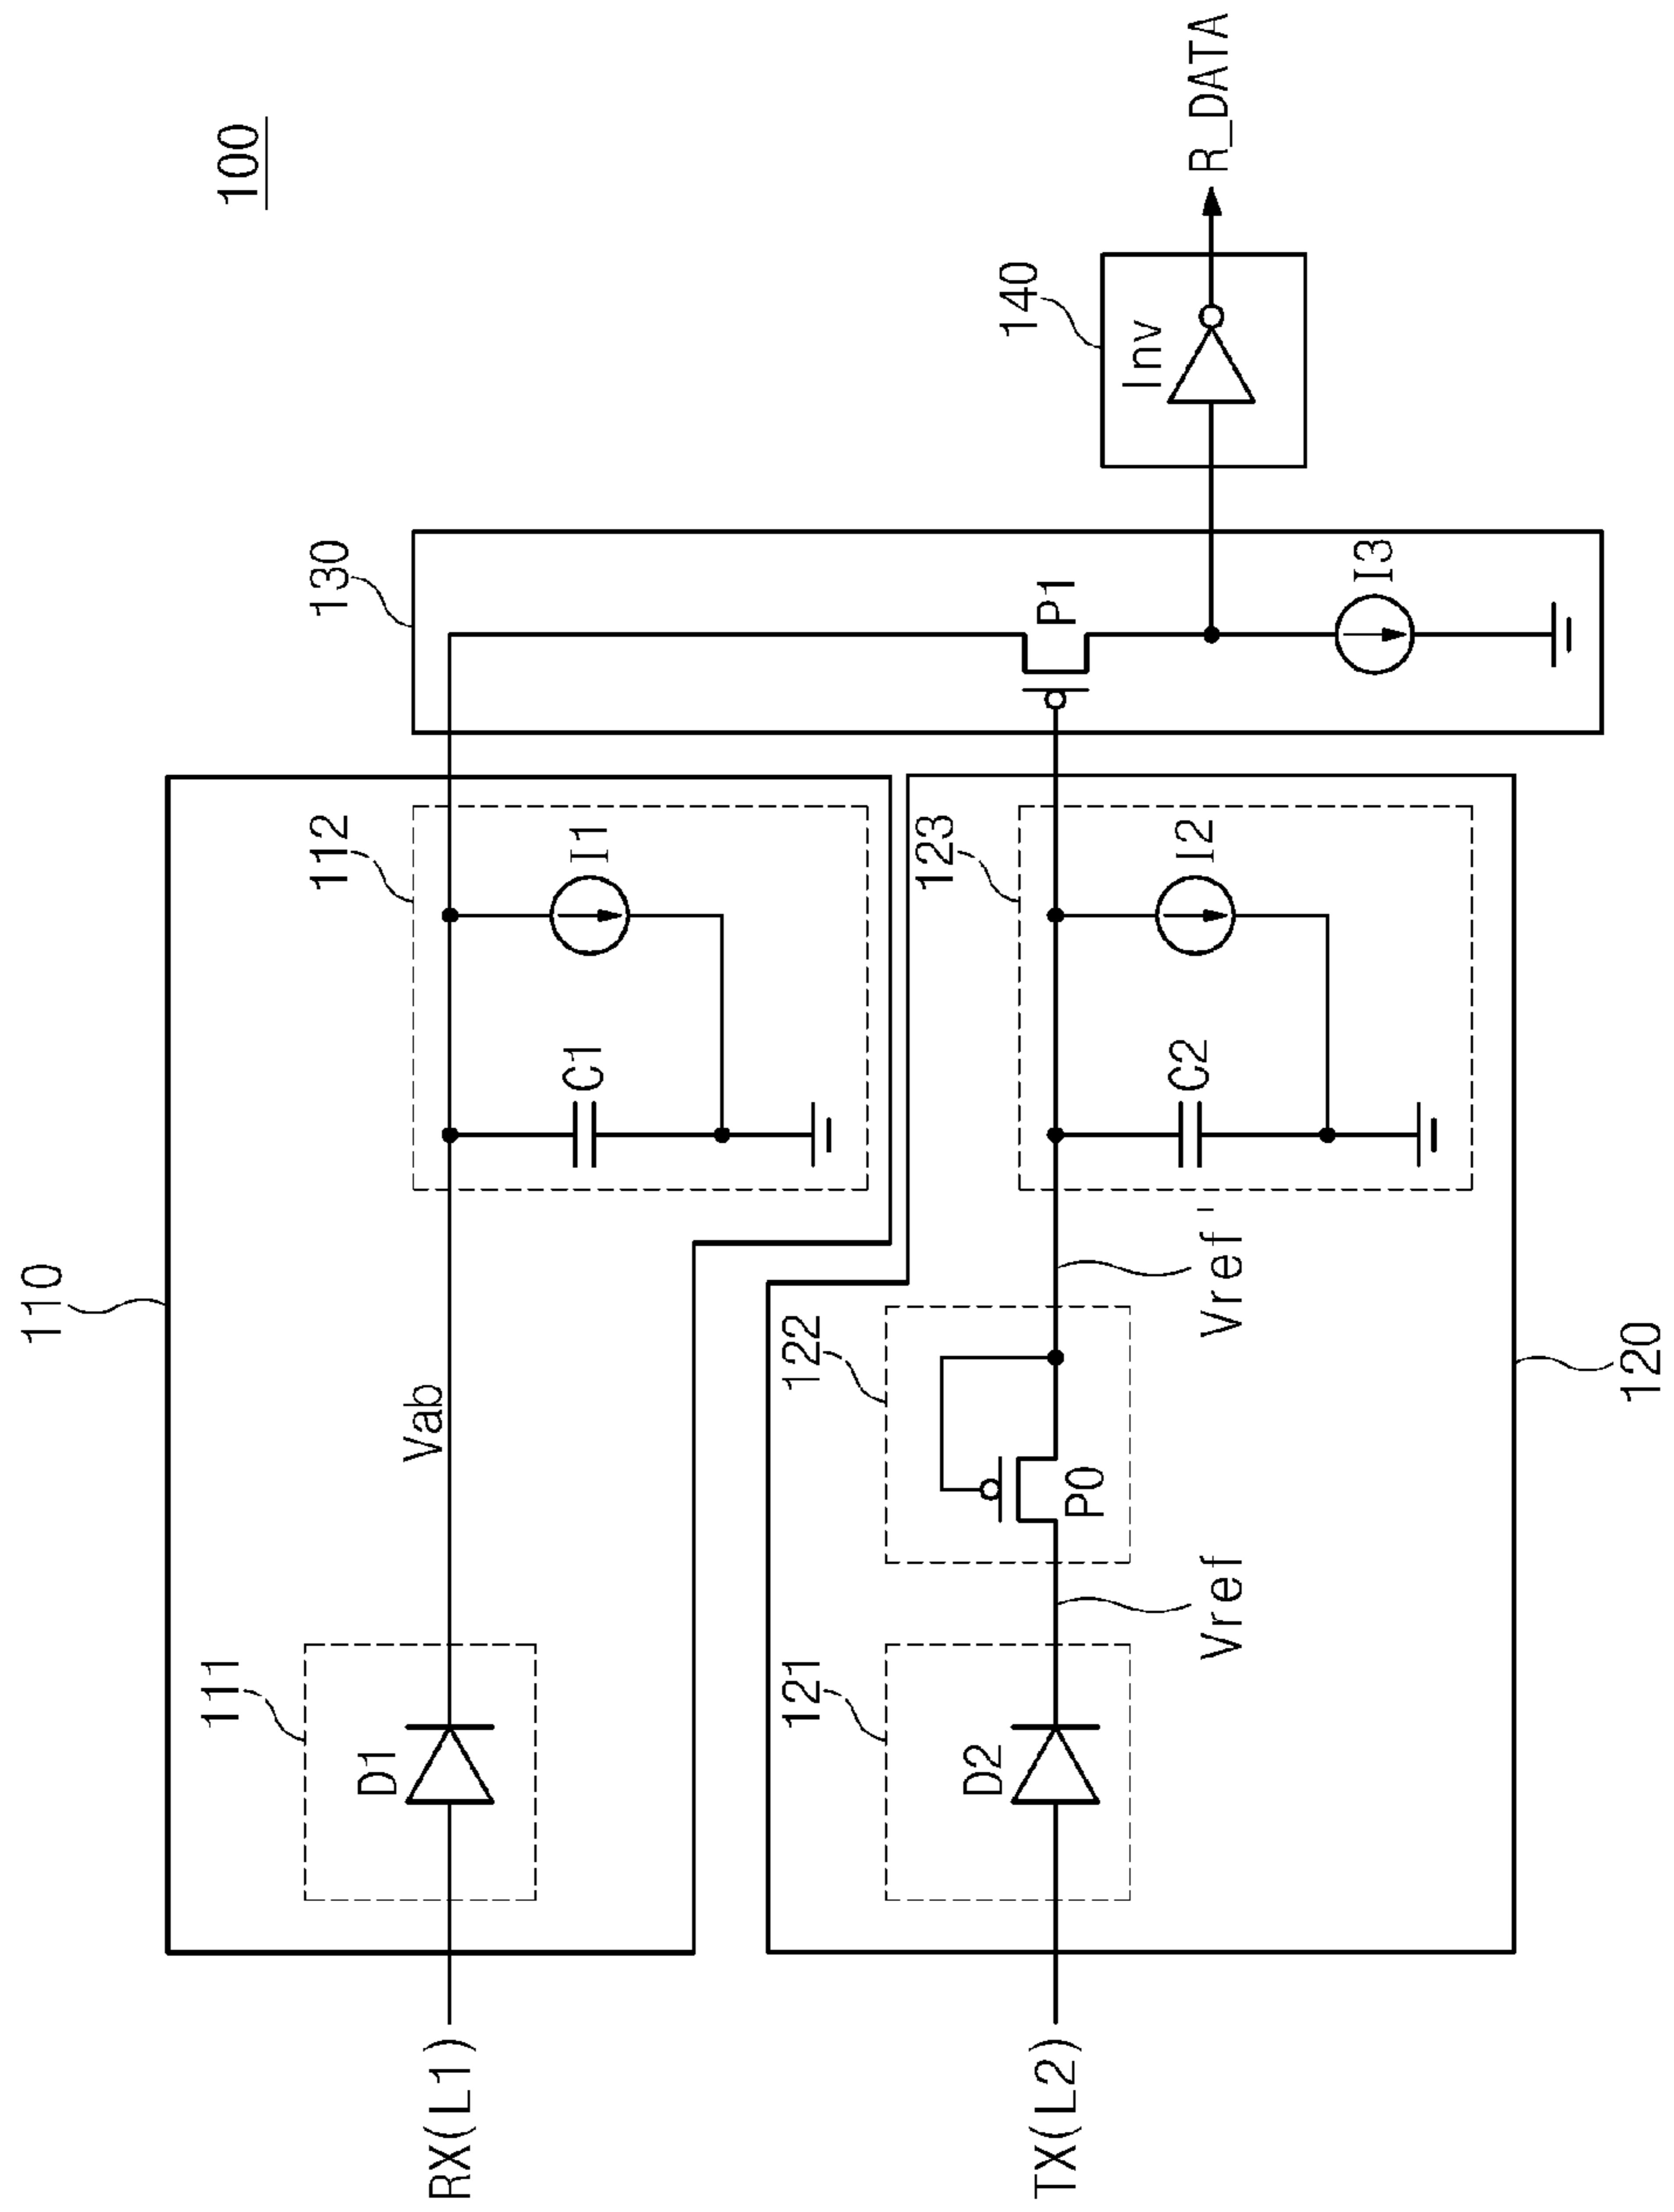 100
110
111
D1
Vab
112
C1
I1
130
P1
I3
140
Inv
R_DATA
RX(L1)
TX(L2)
121
D2
Vref
122
P0
Vref'
123
C2
I2
120